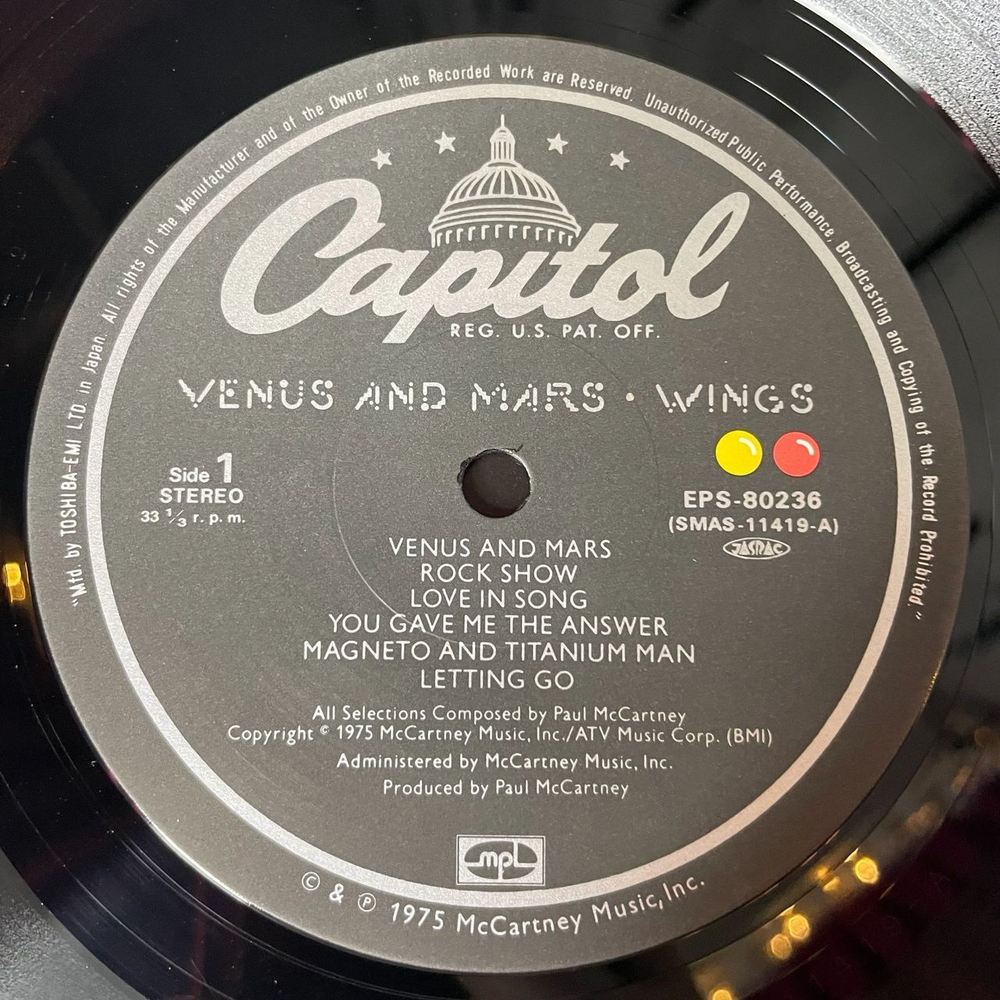 "Mfd. by TOSHIBA-EMI LTD. in Japan. All rights of the Manufacturer and of the Owner of the Recorded Work are Reserved. Unauthorized Public Performance, Broadcasting and Copying of the Record Prohibited."
Capitol
REG. U.S. PAT. OFF.
VENUS AND MARS • WINGS
Side 1
STEREO
33 1/3 r.p.m.
EPS-80236
(SMAS-11419-A)
JASRAC
VENUS AND MARS
ROCK SHOW
LOVE IN SONG
YOU GAVE ME THE ANSWER
MAGNETO AND TITANIUM MAN
LETTING GO
All Selections Composed by Paul McCartney
Copyright © 1975 McCartney Music, Inc./ATV Music Corp. (BMI)
Administered by McCartney Music, Inc.
Produced by Paul McCartney
mpl
© & ℗ 1975 McCartney Music, Inc.